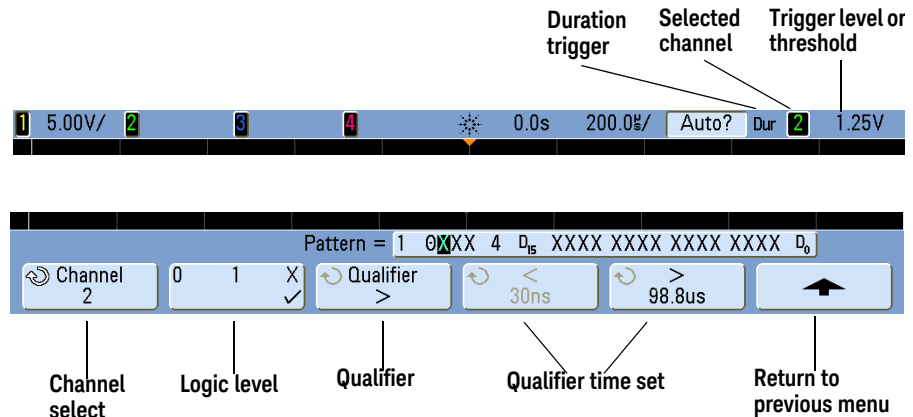 Duration trigger
Selected channel
Trigger level or threshold
1 5.00V/ 2 3 4 0.0s 200.0us/ Auto? Dur 2 1.25V
Pattern = 1 0XXX 4 D15 XXXX XXXX XXXX XXXX D0
Channel 2
0 1 X ✓
Qualifier >
< 30ns
> 98.8us
Channel select
Logic level
Qualifier
Qualifier time set
Return to previous menu